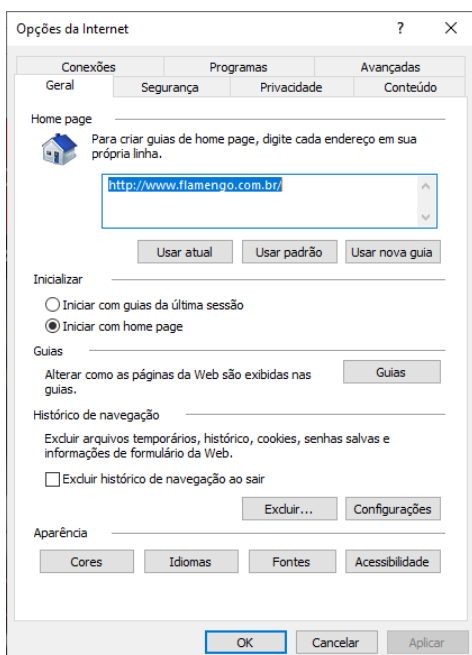 Opções da Internet ? X
Conexões Programas Avançadas
Geral Segurança Privacidade Conteúdo
Home page
Para criar guias de home page, digite cada endereço em sua
própria linha.
http://www.flamengo.com.br/
Usar atual Usar padrão Usar nova guia
Inicializar
Iniciar com guias da última sessão
Iniciar com home page
Guias
Alterar como as páginas da Web são exibidas nas
guias.
Guias
Histórico de navegação
Excluir arquivos temporários, histórico, cookies, senhas salvas e
informações de formulário da Web.
Excluir histórico de navegação ao sair
Excluir... Configurações
Aparência
Cores Idiomas Fontes Acessibilidade
OK Cancelar Aplicar